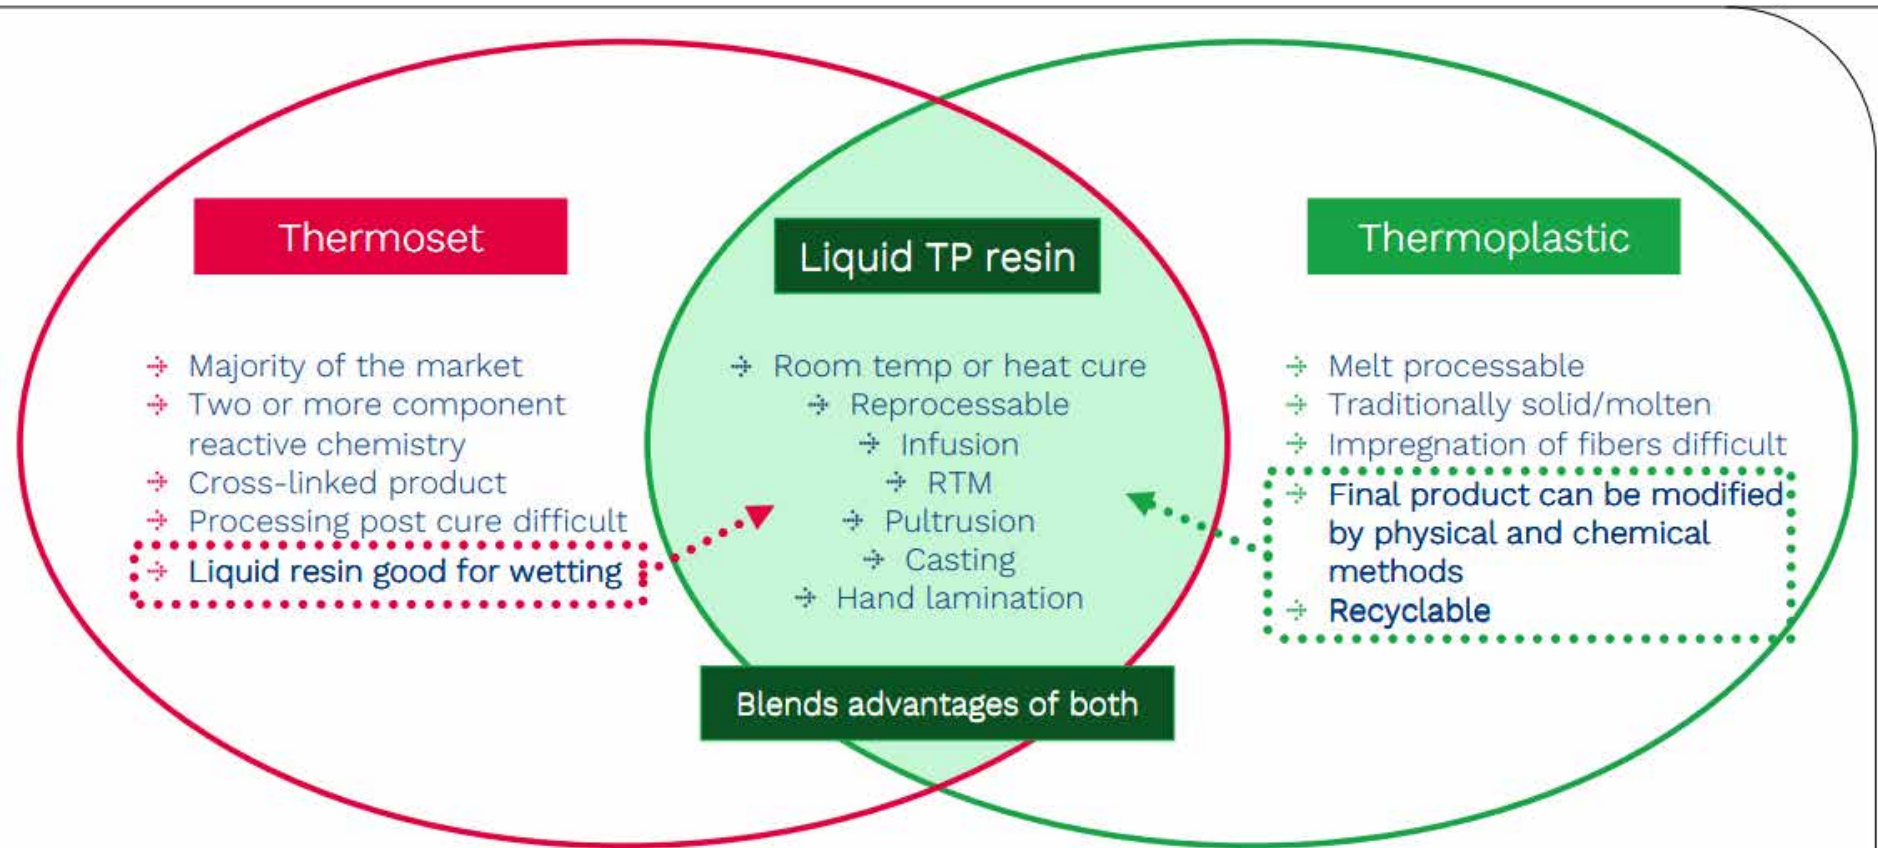 Thermoset
Majority of the market
Two or more component
reactive chemistry
Cross-linked product
Processing post cure difficult
Liquid resin good for wetting
Liquid TP resin
Room temp or heat cure
Reprocessable
Infusion
RTM
Pultrusion
Casting
Hand lamination
Blends advantages of both
Thermoplastic
Melt processable
Traditionally solid/molten
Impregnation of fibers difficult
Final product can be modified
by physical and chemical
methods
Recyclable